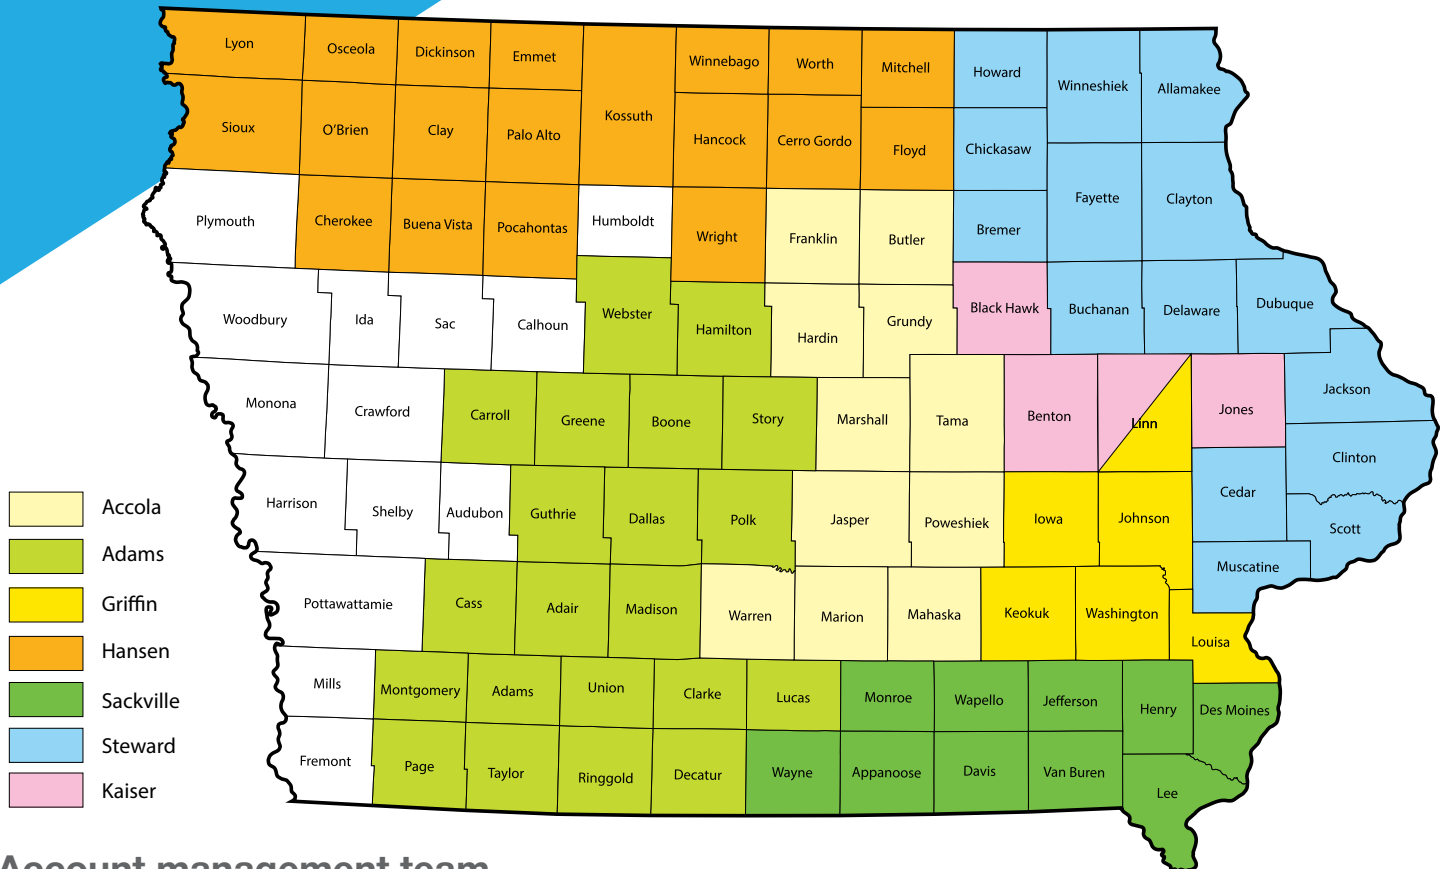 Lyon
Osceola
Dickinson
Emmet
Kossuth
Winnebago
Worth
Mitchell
Howard
Winneshiek
Allamakee
Sioux
O'Brien
Clay
Palo Alto
Hancock
Cerro Gordo
Floyd
Chickasaw
Plymouth
Cherokee
Buena Vista
Pocahontas
Humboldt
Wright
Franklin
Butler
Bremer
Fayette
Clayton
Woodbury
Ida
Sac
Calhoun
Webster
Hamilton
Hardin
Grundy
Black Hawk
Buchanan
Delaware
Dubuque
Monona
Crawford
Carroll
Greene
Boone
Story
Marshall
Tama
Benton
Linn
Jones
Jackson
Clinton
Harrison
Shelby
Audubon
Guthrie
Dallas
Polk
Jasper
Poweshiek
Iowa
Johnson
Cedar
Scott
Muscatine
Pottawattamie
Cass
Adair
Madison
Warren
Marion
Mahaska
Keokuk
Washington
Louisa
Mills
Montgomery
Adams
Union
Clarke
Lucas
Monroe
Wapello
Jefferson
Henry
Des Moines
Fremont
Page
Taylor
Ringgold
Decatur
Wayne
Appanoose
Davis
Van Buren
Lee
Accola
Adams
Griffin
Hansen
Sackville
Steward
Kaiser
Account management team